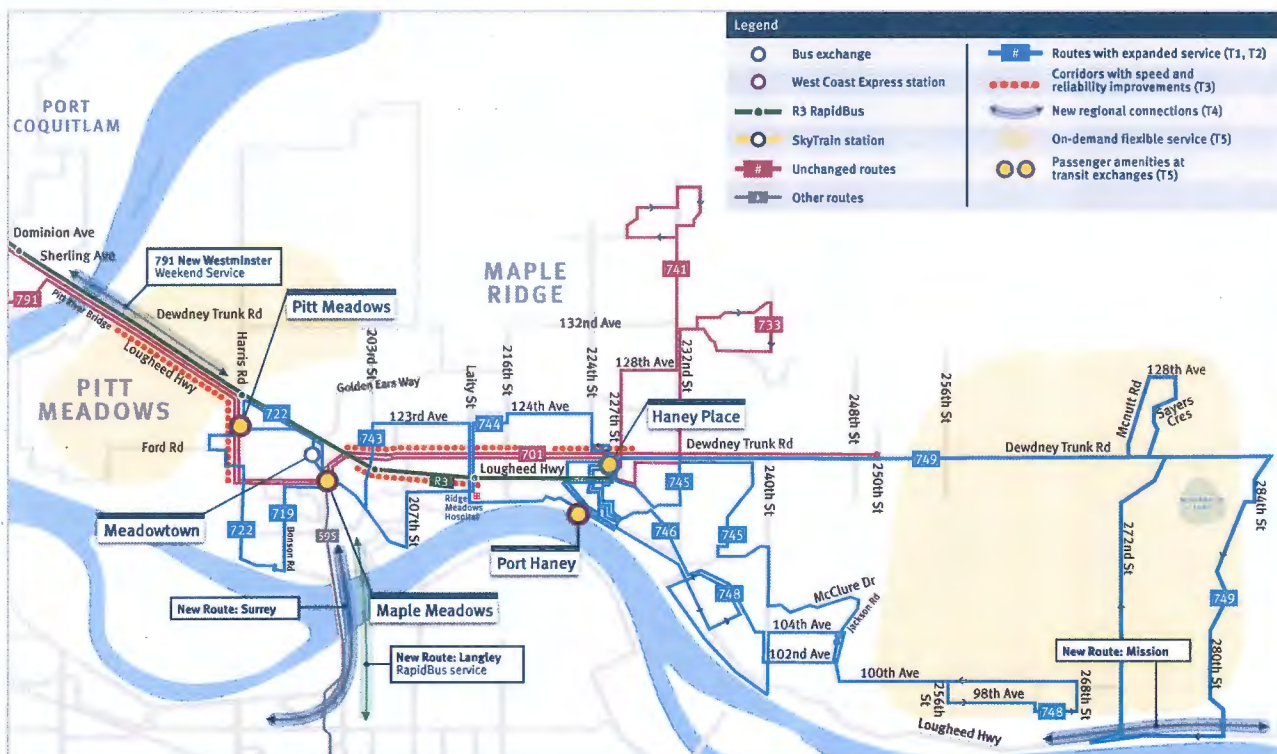 Legend
Bus exchange
West Coast Express station
R3 RapidBus
SkyTrain station
#
Unchanged routes
Other routes
#
Routes with expanded service (T1, T2)
Corridors with speed and
reliability improvements (T3)
New regional connections (T4)
On-demand flexible service (T5)
Passenger amenities at
transit exchanges (T5)
PORT
COQUITLAM
Dominion Ave
Sherling Ave
791 New Westminster
Weekend Service
791
Pitt River Bridge
Dewdney Trunk Rd
Pitt Meadows
Lougheed Hwy
Harris Rd
PITT
MEADOWS
MAPLE
RIDGE
741
733
132nd Ave
128th Ave
232nd St
203rd St
Golden Ears Way
Laity St
216th St
224th St
227th St
722
123rd Ave
124th Ave
744
743
Haney Place
Dewdney Trunk Rd
248th St
256th St
Dewdney Trunk Rd
McNutt Rd
128th Ave
Sayers
Cres
Ford Rd
701
Lougheed Hwy
R3
745
240th St
250th St
749
284th St
Meadowtown
722
719
Bonson Rd
595
207th St
Ridge
Meadows
Hospital
746
745
272nd St
Port Haney
748
McClure Dr
Jackson Rd
104th Ave
102nd Ave
749
New Route: Surrey
Maple Meadows
New Route: Langley
RapidBus service
New Route: Mission
100th Ave
98th Ave
748
256th
St
268th St
280th St
Lougheed Hwy